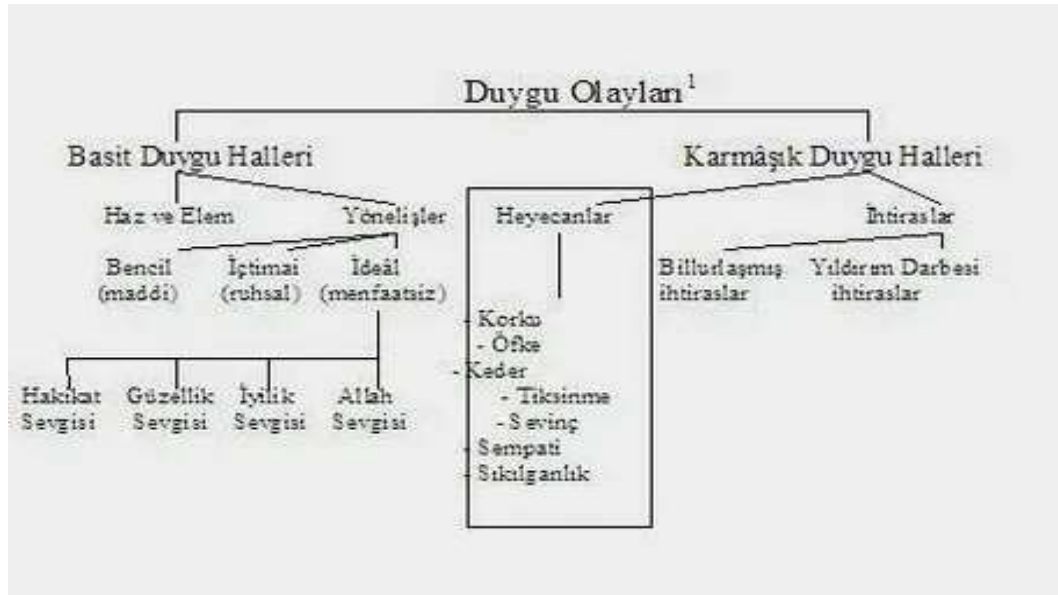 Duygu Olayları¹
Basit Duygu Halleri Karmâşık Duygu Halleri
Haz ve Elem Yönelişler Heyecanlar İhtiraslar
Bencil İçtimai İdeâl Billurlaşmış Yıldırım Darbesi
(maddi) (ruhsal) (menfaatsiz) ihtiraslar ihtiraslar
- Korku
- Öfke
- Keder
- Tiksinme
- Sevinç
- Sempati
- Sıkılganlık
Hakikat Güzellik İyilik Allah
Sevgisi Sevgisi Sevgisi Sevgisi